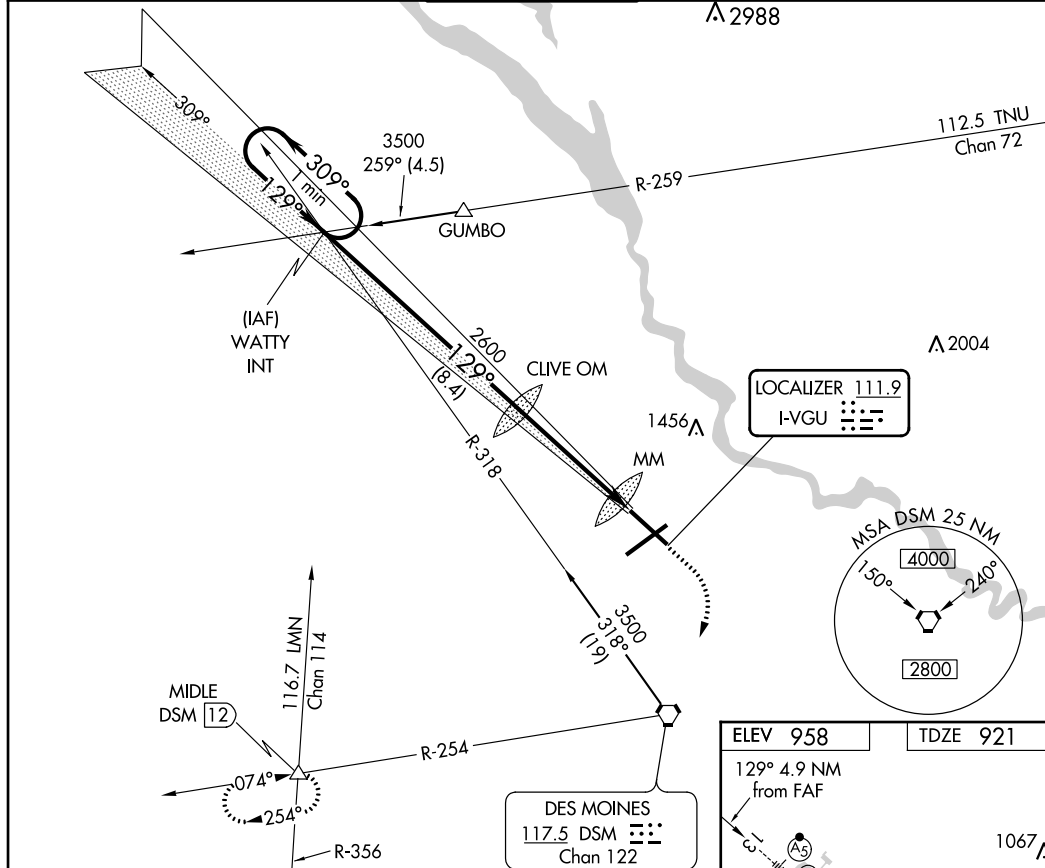 2988
309°
112.5 TNU
Chan 72
3500
259° (4.5)
309°
1 min
129°
R-259
GUMBO
(IAF)
WATTY
INT
2600
129°
(8.4)
CLIVE OM
2004
LOCALIZER 111.9
I-VGU
1456
R-318
MM
MSA DSM 25 NM
4000
150°
240°
2800
3500
318°
(19)
116.7 LMN
Chan 114
MIDLE
DSM 12
R-254
074°
254°
R-356
DES MOINES
117.5 DSM
Chan 122
ELEV 958
TDZE 921
129° 4.9 NM
from FAF
13
A5
1067